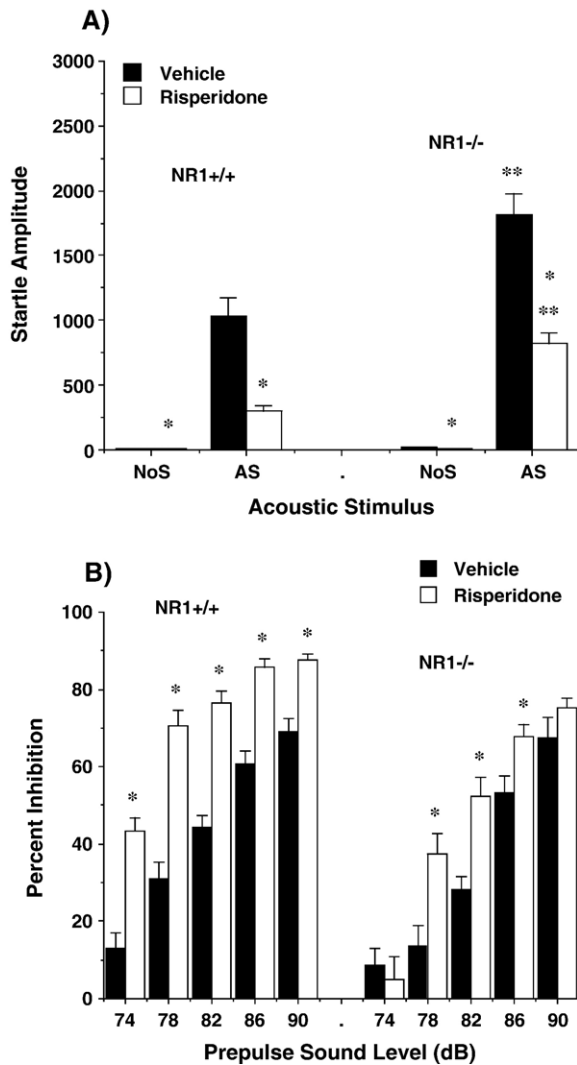 A)
3000
Vehicle
Risperidone
2500
NR1-/-
NR1+/+
2000
**
1500
*
1000
**
*
500
* *
0
NoS AS . NoS AS
Startle Amplitude
Acoustic Stimulus
B)
Vehicle
Risperidone
100
NR1+/+
* *
NR1-/-
* *
80
*
60
*
*
40
*
20
0
74 78 82 86 90 . 74 78 82 86 90
Percent Inhibition
Prepulse Sound Level (dB)